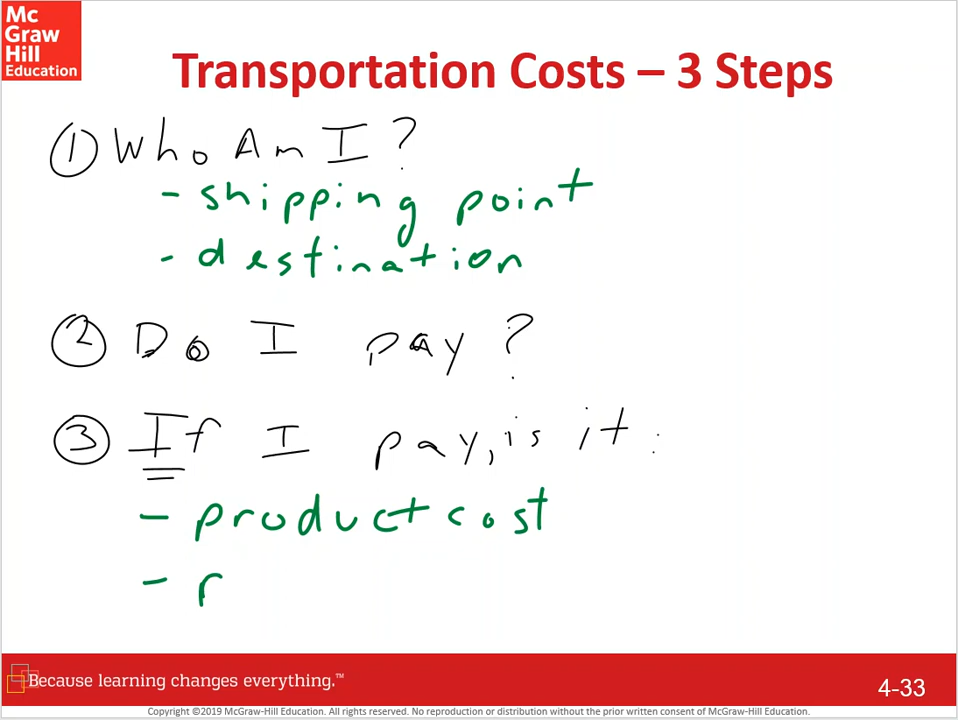 Mc
Graw
Hill
Education
Transportation Costs – 3 Steps
① Who Am I?
- shipping point
- destination
② Do I pay?
③ If I pay, is it:
- product cost
- p
Because learning changes everything.™
4-33
Copyright ©2019 McGraw-Hill Education. All rights reserved. No reproduction or distribution without the prior written consent of McGraw-Hill Education.